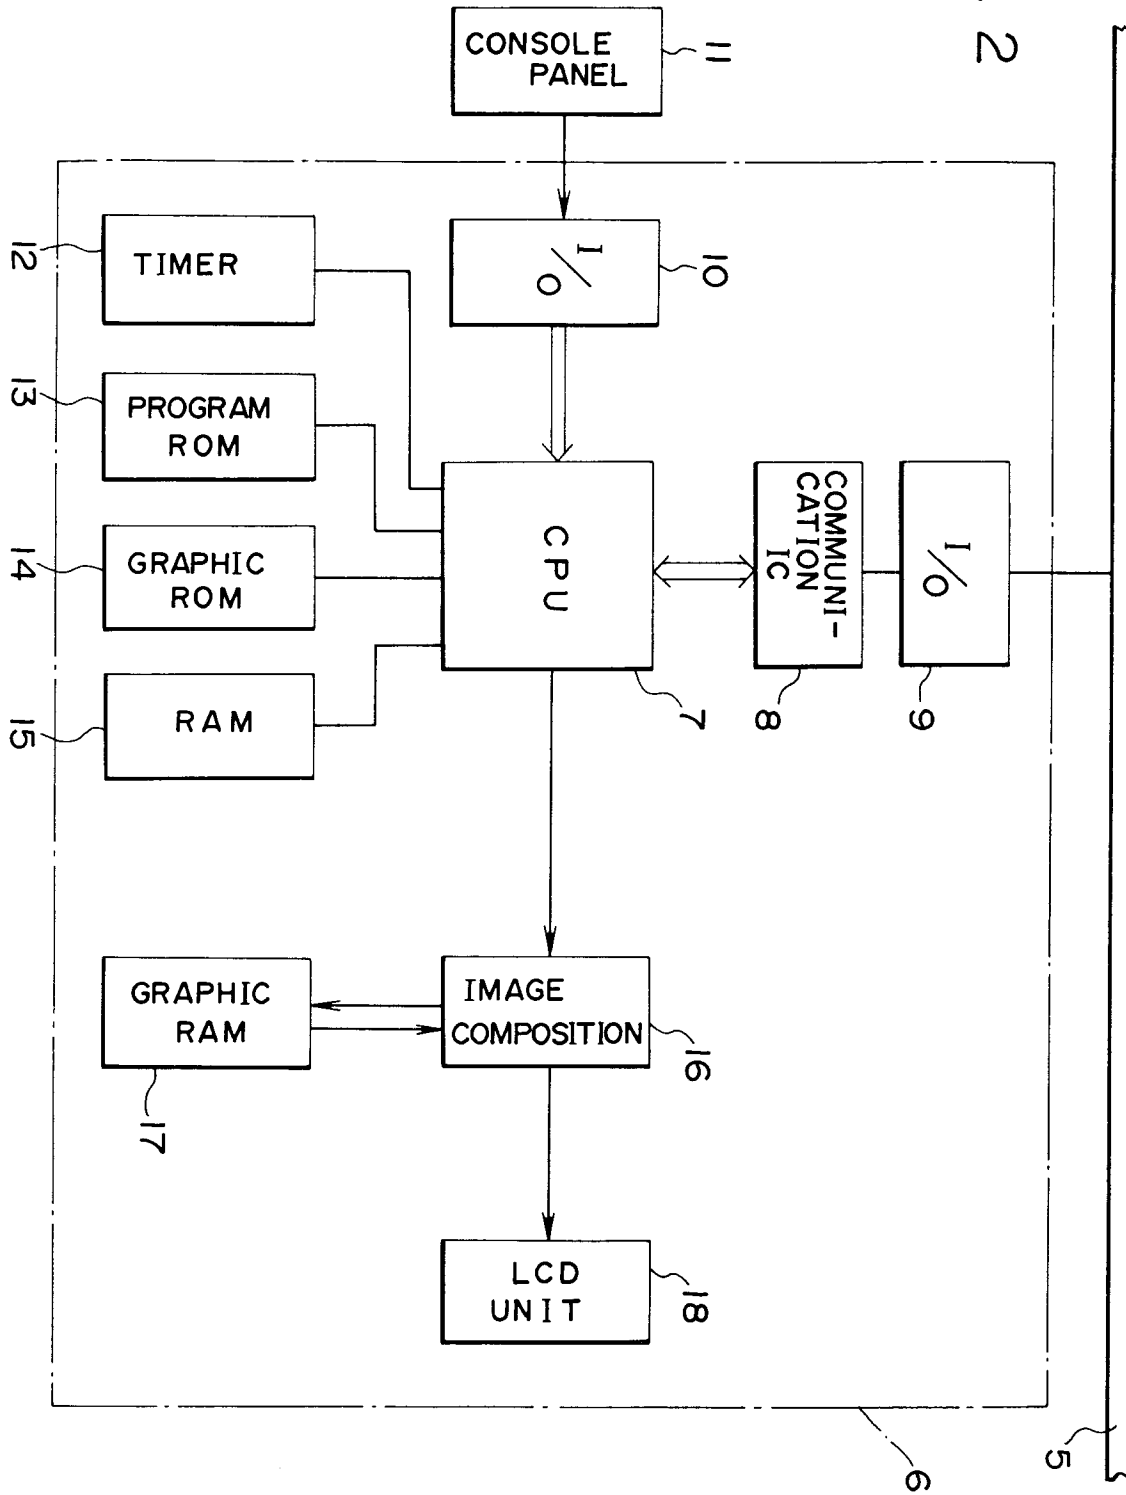 2
CONSOLE
PANEL
11
I/O
10
TIMER
12
PROGRAM
ROM
13
GRAPHIC
ROM
14
RAM
15
CPU
7
COMMUNI-
CATION
IC
8
I/O
9
IMAGE
COMPOSITION
16
GRAPHIC
RAM
17
LCD
UNIT
18
5
6